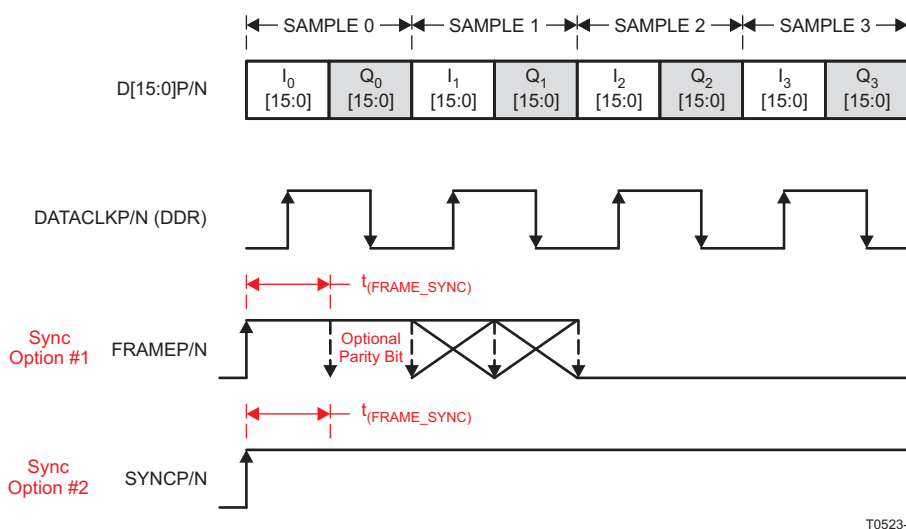 SAMPLE 0 SAMPLE 1 SAMPLE 2 SAMPLE 3
D[15:0]P/N
I0 Q0 I1 Q1 I2 Q2 I3 Q3
[15:0] [15:0] [15:0] [15:0] [15:0] [15:0] [15:0] [15:0]
DATACLKP/N (DDR)
t(FRAME_SYNC)
Sync
Option #1
FRAMEP/N
Optional
Parity Bit
t(FRAME_SYNC)
Sync
Option #2
SYNCP/N
T0523-